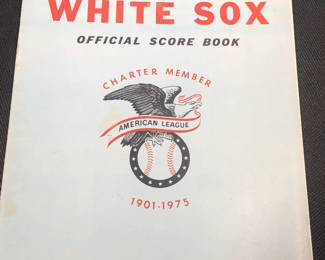 WHITE SOX
OFFICIAL SCORE BOOK
CHARTER MEMBER
AMERICAN LEAGUE
1901-1975